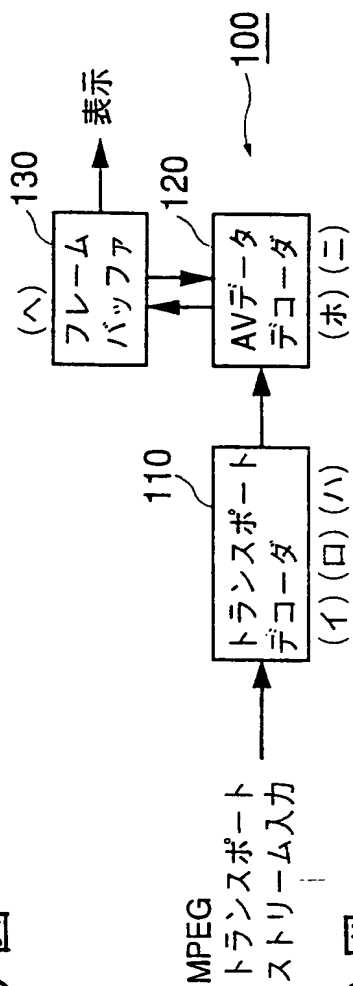 MPEG
トランスポート
ストリーム入力
110
トランスポート
デコーダ
(イ)(ロ)(ハ)
120
AVデータ
デコーダ
(ホ)(ニ)
(ヘ)
130
フレーム
バッファ
表示
100
図
図